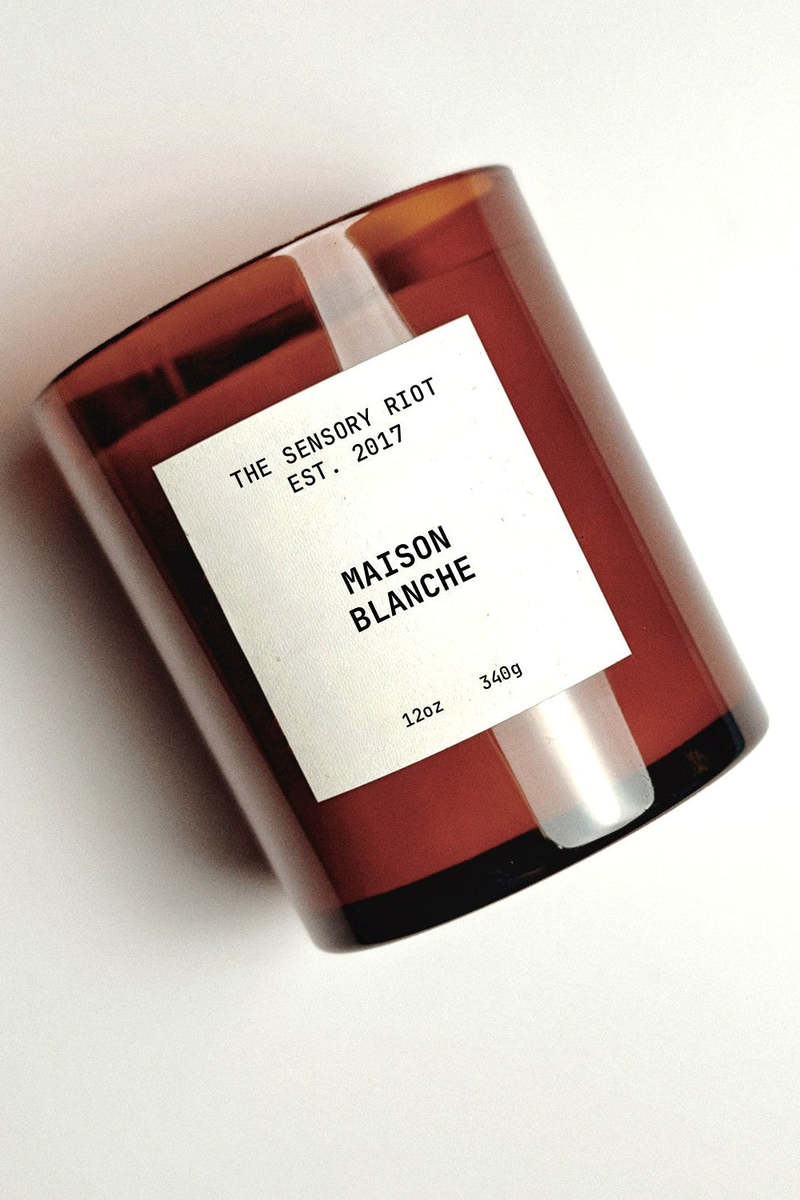 THE SENSORY RIOT
EST. 2017
MAISON
BLANCHE
12oz 340g